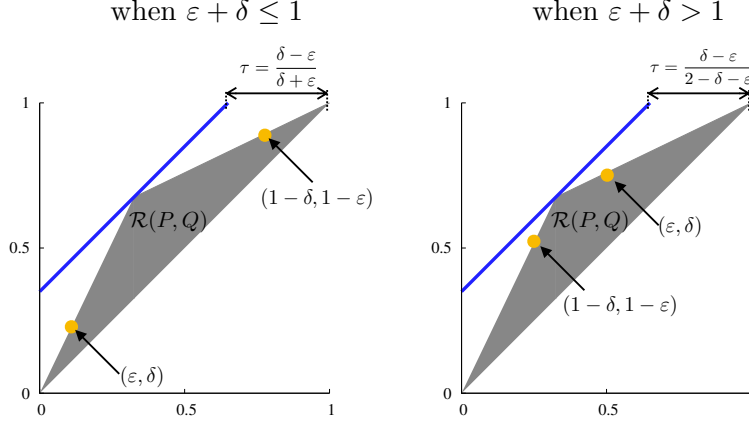 when ε + δ ≤ 1
τ = (δ − ε)/(δ + ε)
1
0.5
0
0
0.5
1
R(P, Q)
(1−δ, 1−ε)
(ε, δ)
when ε + δ > 1
τ = (δ − ε)/(2 − δ − ε)
1
0.5
0
0
0.5
R(P, Q)
(ε, δ)
(1−δ, 1−ε)